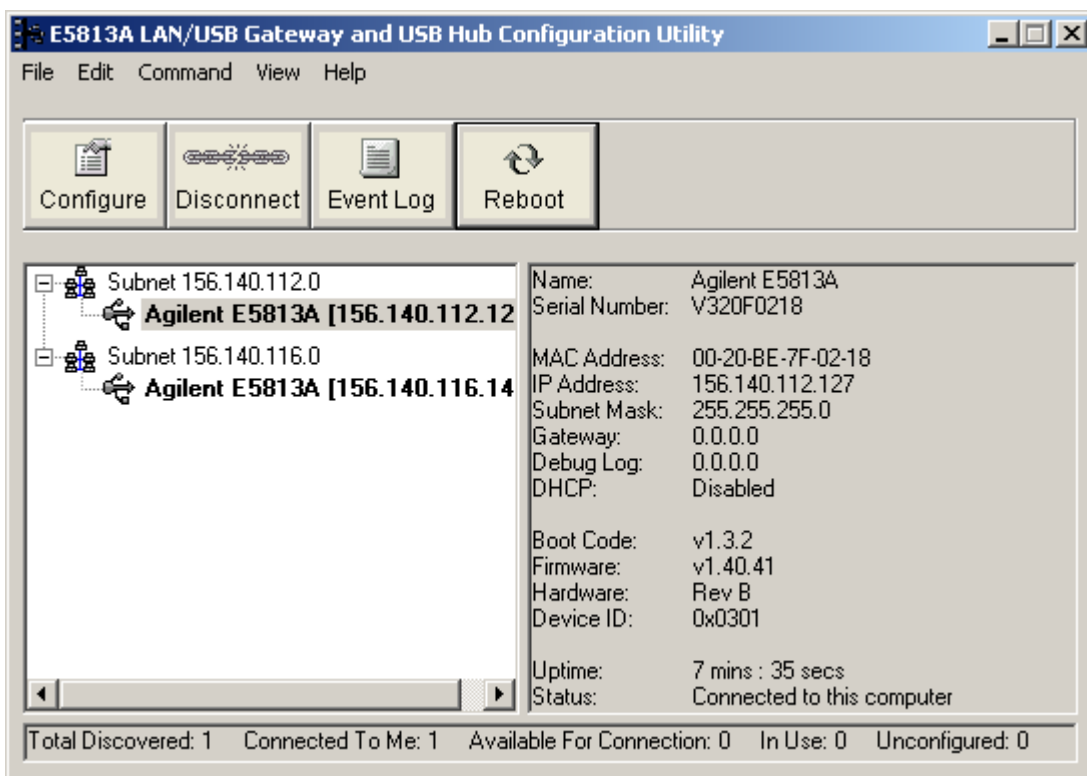 E5813A LAN/USB Gateway and USB Hub Configuration Utility
File Edit Command View Help
Configure Disconnect Event Log Reboot
Subnet 156.140.112.0
Agilent E5813A [156.140.112.12
Subnet 156.140.116.0
Agilent E5813A [156.140.116.14
Name: Agilent E5813A
Serial Number: V320F0218
MAC Address: 00-20-BE-7F-02-18
IP Address: 156.140.112.127
Subnet Mask: 255.255.255.0
Gateway: 0.0.0.0
Debug Log: 0.0.0.0
DHCP: Disabled
Boot Code: v1.3.2
Firmware: v1.40.41
Hardware: Rev B
Device ID: 0x0301
Uptime: 7 mins : 35 secs
Status: Connected to this computer
Total Discovered: 1 Connected To Me: 1 Available For Connection: 0 In Use: 0 Unconfigured: 0